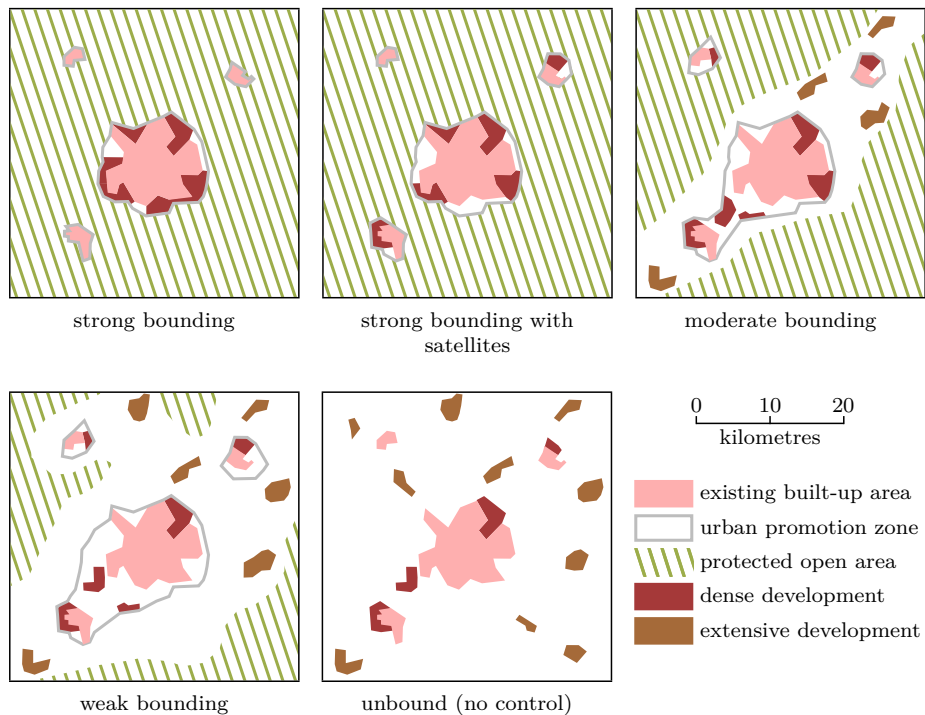 strong bounding
strong bounding with
satellites
moderate bounding
weak bounding
unbound (no control)
0 10 20
kilometres
existing built-up area
urban promotion zone
protected open area
dense development
extensive development